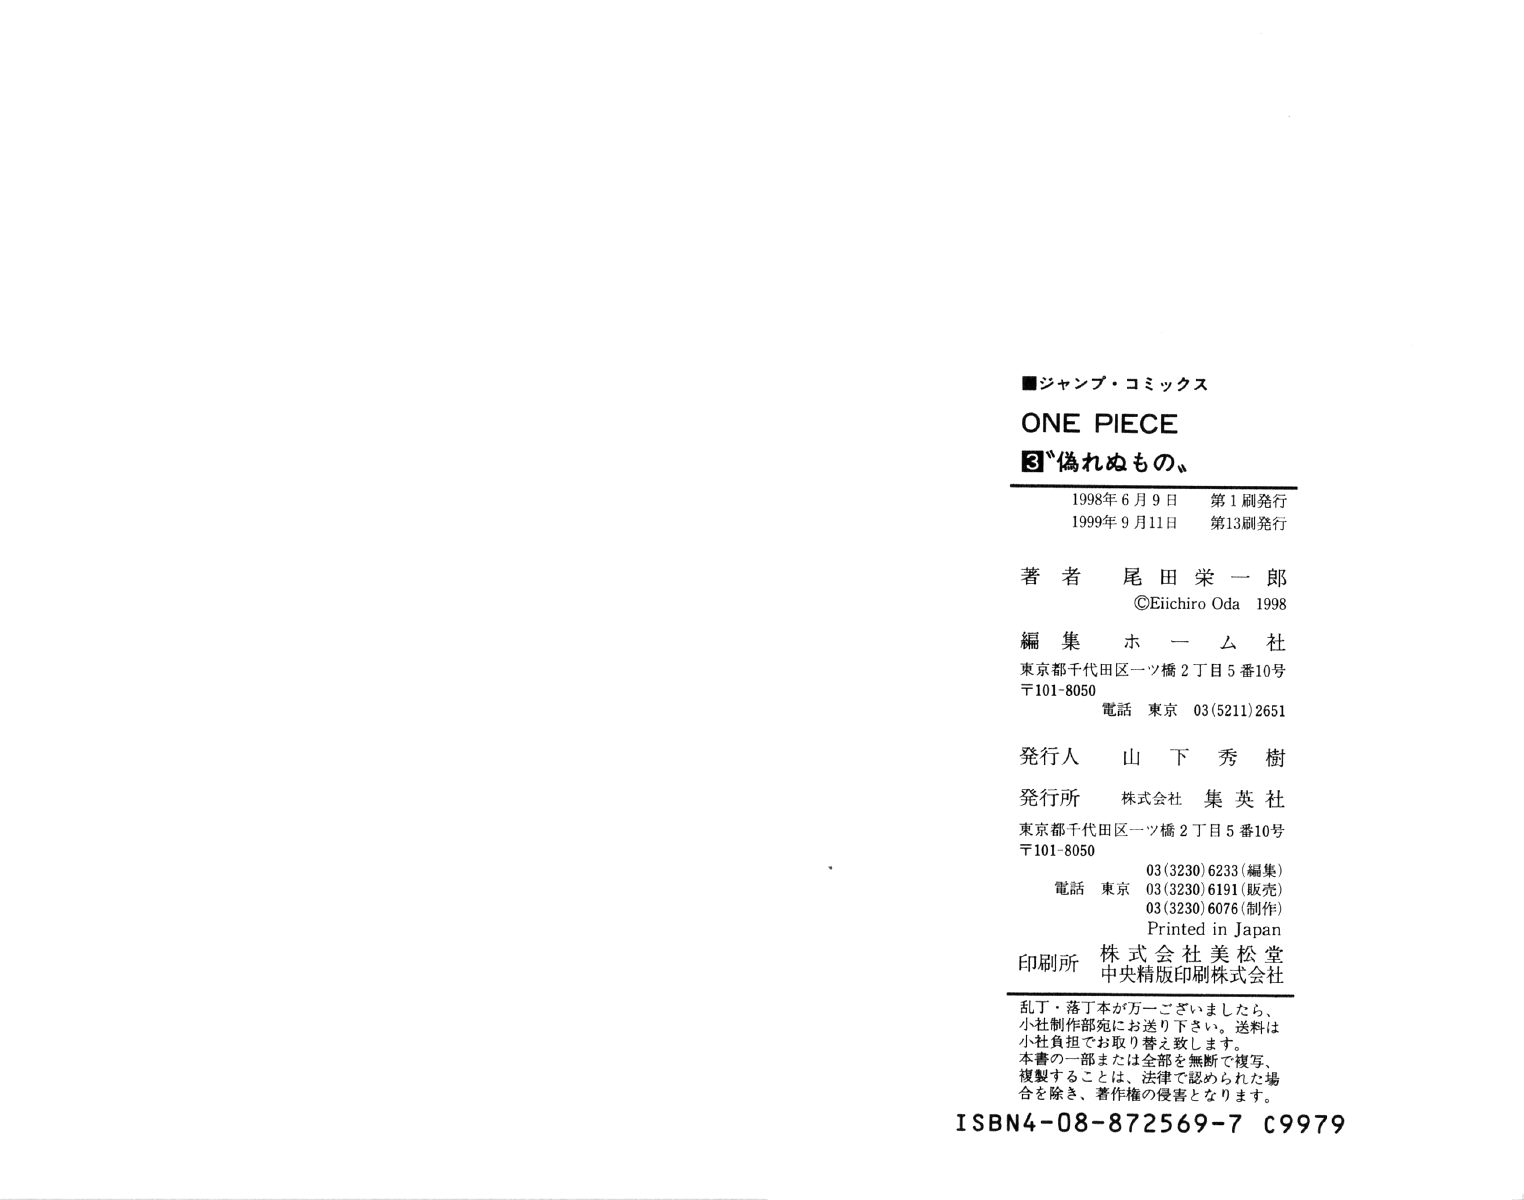 ■ジャンプ・コミックス
ONE PIECE
3〝偽れぬもの〟
1998年6月9日 第1刷発行
1999年9月11日 第13刷発行
著者 尾田栄一郎
©Eiichiro Oda 1998
編集 ホーム社
東京都千代田区一ツ橋2丁目5番10号
〒101-8050
電話 東京 03(5211)2651
発行人 山下秀樹
発行所 株式会社 集英社
東京都千代田区一ツ橋2丁目5番10号
〒101-8050
03(3230)6233(編集)
電話 東京 03(3230)6191(販売)
03(3230)6076(制作)
Printed in Japan
印刷所 株式会社美松堂
中央精版印刷株式会社
乱丁・落丁本が万一ございましたら、
小社制作部宛にお送り下さい。送料は
小社負担でお取り替え致します。
本書の一部または全部を無断で複写、
複製することは、法律で認められた場
合を除き、著作権の侵害となります。
ISBN4-08-872569-7 C9979